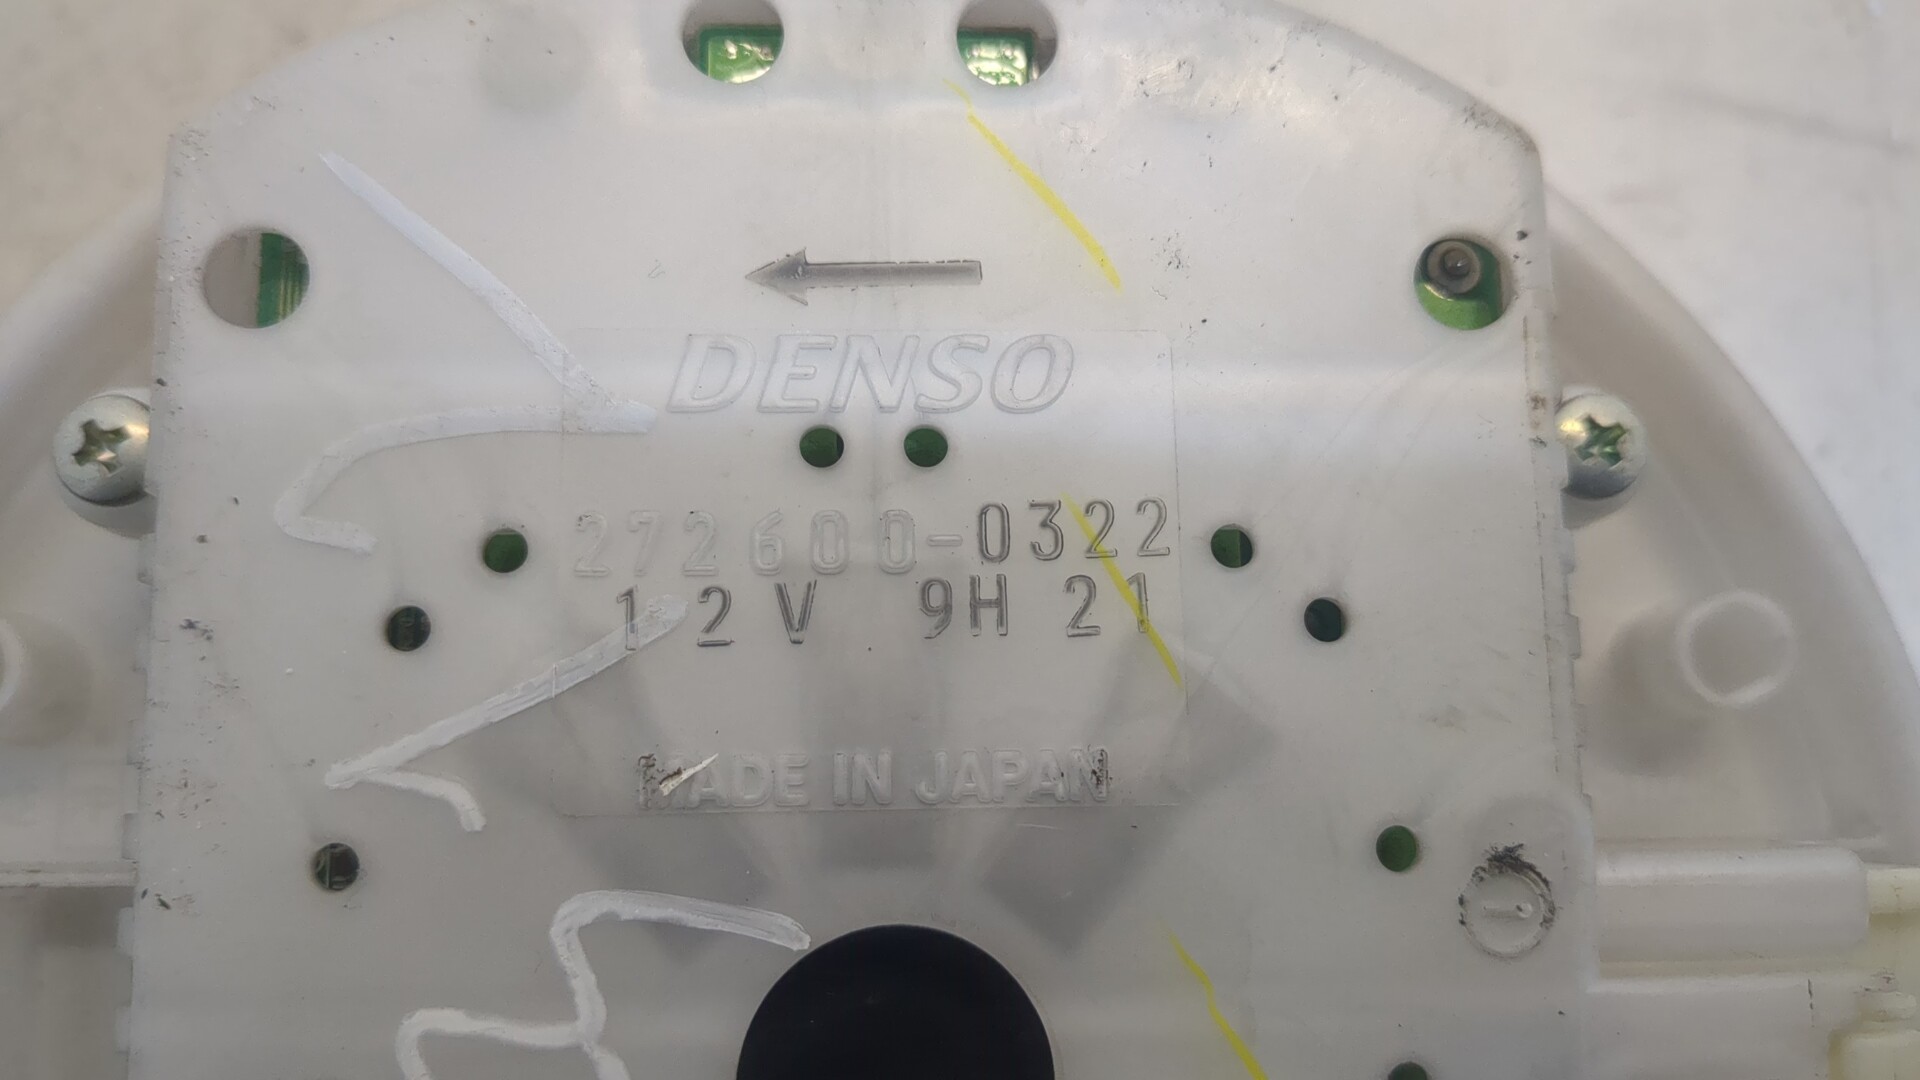 DENSO
272600-0322
12V 9H 21
MADE IN JAPAN